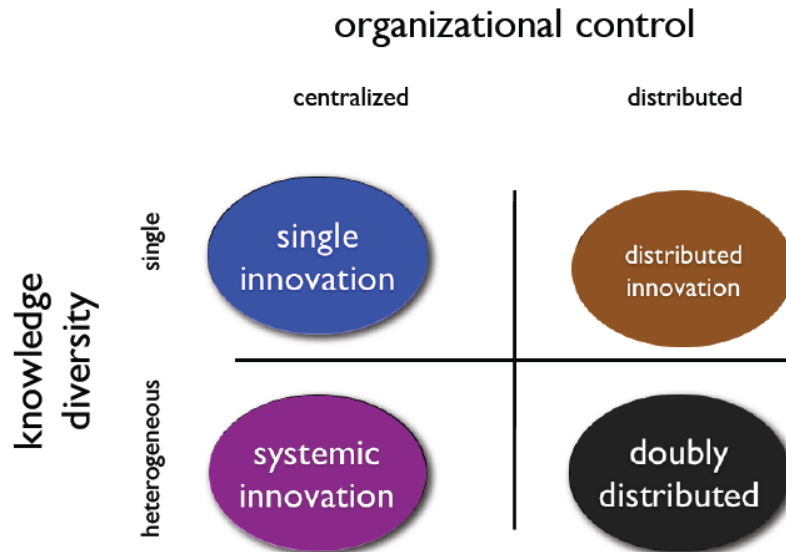 organizational control
centralized
distributed
single
single
innovation
distributed
innovation
knowledge
diversity
heterogeneous
systemic
innovation
doubly
distributed